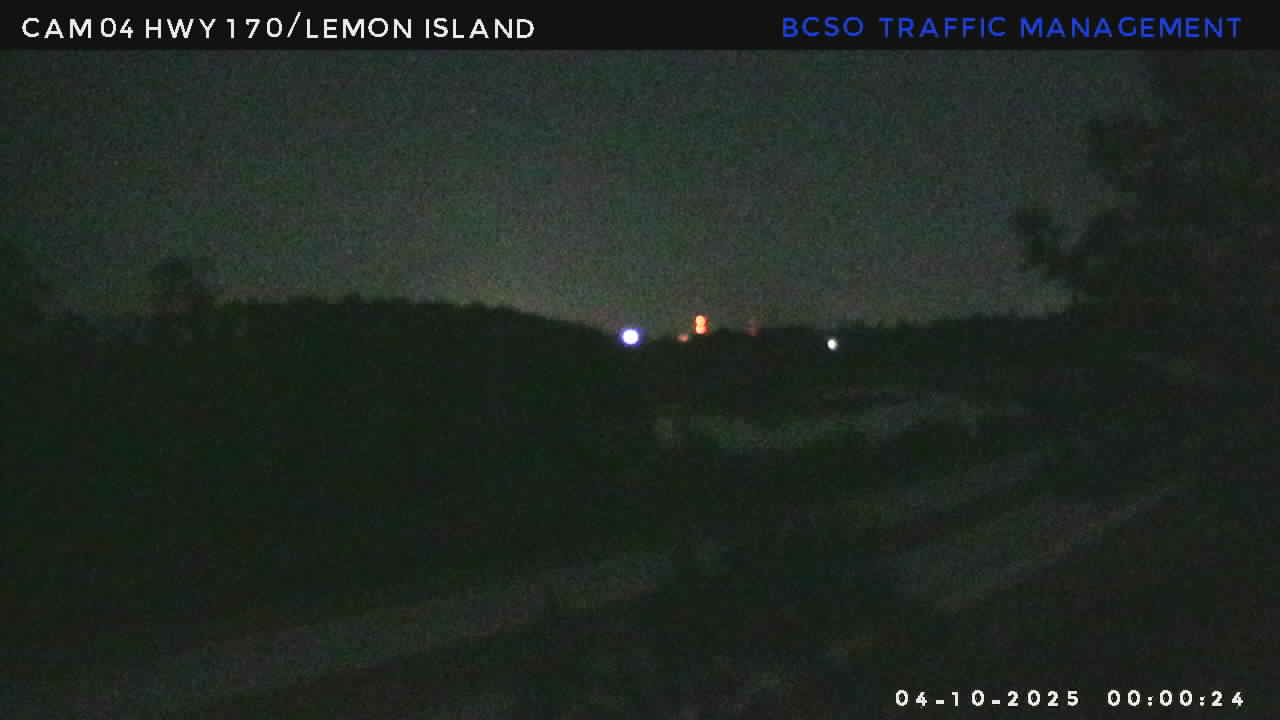 CAM04 HWY 170/LEMON ISLAND
BCSO TRAFFIC MANAGEMENT
04-10-2025 00:00:24